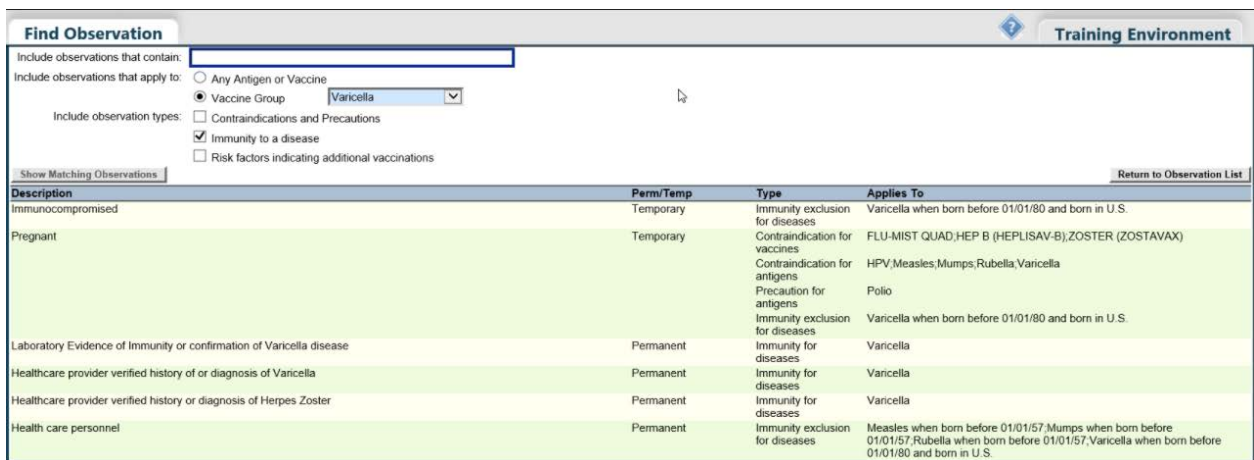 Find Observation
Training Environment
Include observations that contain:
Include observations that apply to: Any Antigen or Vaccine
Vaccine Group Varicella
Include observation types: Contraindications and Precautions
Immunity to a disease
Risk factors indicating additional vaccinations
Show Matching Observations Return to Observation List
Description Perm/Temp Type Applies To
Immunocompromised Temporary Immunity exclusion Varicella when born before 01/01/80 and born in U.S.
for diseases
Pregnant Temporary Contraindication for FLU-MIST QUAD;HEP B (HEPLISAV-B);ZOSTER (ZOSTAVAX)
vaccines
Contraindication for HPV;Measles;Mumps;Rubella;Varicella
antigens
Precaution for Polio
antigens
Immunity exclusion Varicella when born before 01/01/80 and born in U.S.
for diseases
Laboratory Evidence of Immunity or confirmation of Varicella disease Permanent Immunity for Varicella
diseases
Healthcare provider verified history of or diagnosis of Varicella Permanent Immunity for Varicella
diseases
Healthcare provider verified history or diagnosis of Herpes Zoster Permanent Immunity for Varicella
diseases
Health care personnel Permanent Immunity exclusion Measles when born before 01/01/57;Mumps when born before
for diseases 01/01/57;Rubella when born before 01/01/57;Varicella when born before
01/01/80 and born in U.S.